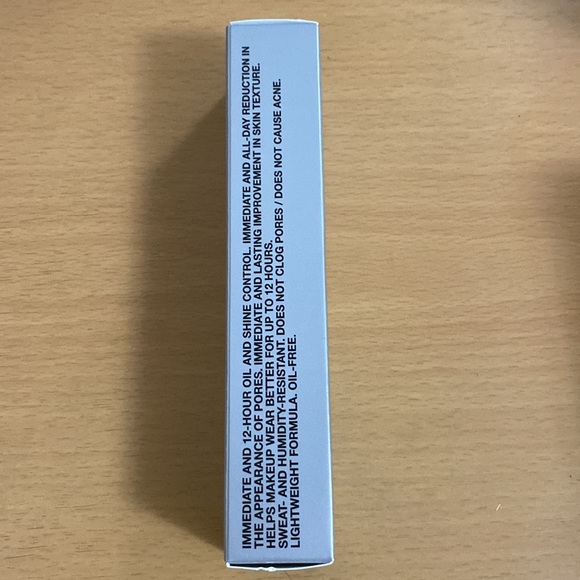 IMMEDIATE AND 12-HOUR OIL AND SHINE CONTROL. IMMEDIATE AND ALL-DAY REDUCTION IN
THE APPEARANCE OF PORES. IMMEDIATE AND LASTING IMPROVEMENT IN SKIN TEXTURE.
HELPS MAKEUP WEAR BETTER FOR UP TO 12 HOURS.
SWEAT- AND HUMIDITY-RESISTANT. DOES NOT CLOG PORES / DOES NOT CAUSE ACNE.
LIGHTWEIGHT FORMULA. OIL-FREE.